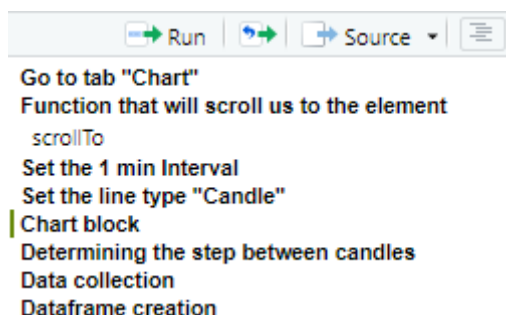 Run Source
Go to tab "Chart"
Function that will scroll us to the element
scrollTo
Set the 1 min Interval
Set the line type "Candle"
Chart block
Determining the step between candles
Data collection
Dataframe creation